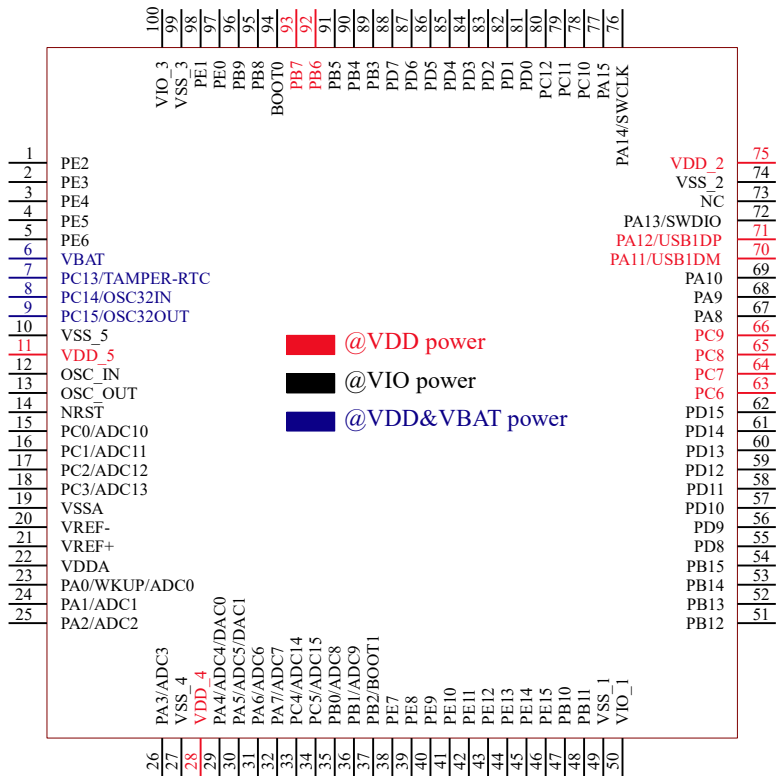 100 99 98 97 96 95 94 93 92 91 90 89 88 87 86 85 84 83 82 81 80 79 78 77 76
VIO_3
VSS_3
PE1
PE0
PB9
PB8
BOOT0
PB7
PB6
PB5
PB4
PB3
PD7
PD6
PD5
PD4
PD3
PD2
PD1
PD0
PC12
PC11
PC10
PA15
PA14/SWCLK
1 PE2
2 PE3
3 PE4
4 PE5
5 PE6
6 VBAT
7 PC13/TAMPER-RTC
8 PC14/OSC32IN
9 PC15/OSC32OUT
10 VSS_5
11 VDD_5
12 OSC_IN
13 OSC_OUT
14 NRST
15 PC0/ADC10
16 PC1/ADC11
17 PC2/ADC12
18 PC3/ADC13
19 VSSA
20 VREF-
21 VREF+
22 VDDA
23 PA0/WKUP/ADC0
24 PA1/ADC1
25 PA2/ADC2
@VDD power
@VIO power
@VDD&VBAT power
VDD_2 75
VSS_2 74
NC 73
PA13/SWDIO 72
PA12/USB1DP 71
PA11/USB1DM 70
PA10 69
PA9 68
PA8 67
PC9 66
PC8 65
PC7 64
PC6 63
PD15 62
PD14 61
PD13 60
PD12 59
PD11 58
PD10 57
PD9 56
PD8 55
PB15 54
PB14 53
PB13 52
PB12 51
PA3/ADC3
VSS_4
VDD_4
PA4/ADC4/DAC0
PA5/ADC5/DAC1
PA6/ADC6
PA7/ADC7
PC4/ADC14
PC5/ADC15
PB0/ADC8
PB1/ADC9
PB2/BOOT1
PE7
PE8
PE9
PE10
PE11
PE12
PE13
PE14
PE15
PB10
PB11
VSS_1
VIO_1
26 27 28 29 30 31 32 33 34 35 36 37 38 39 40 41 42 43 44 45 46 47 48 49 50